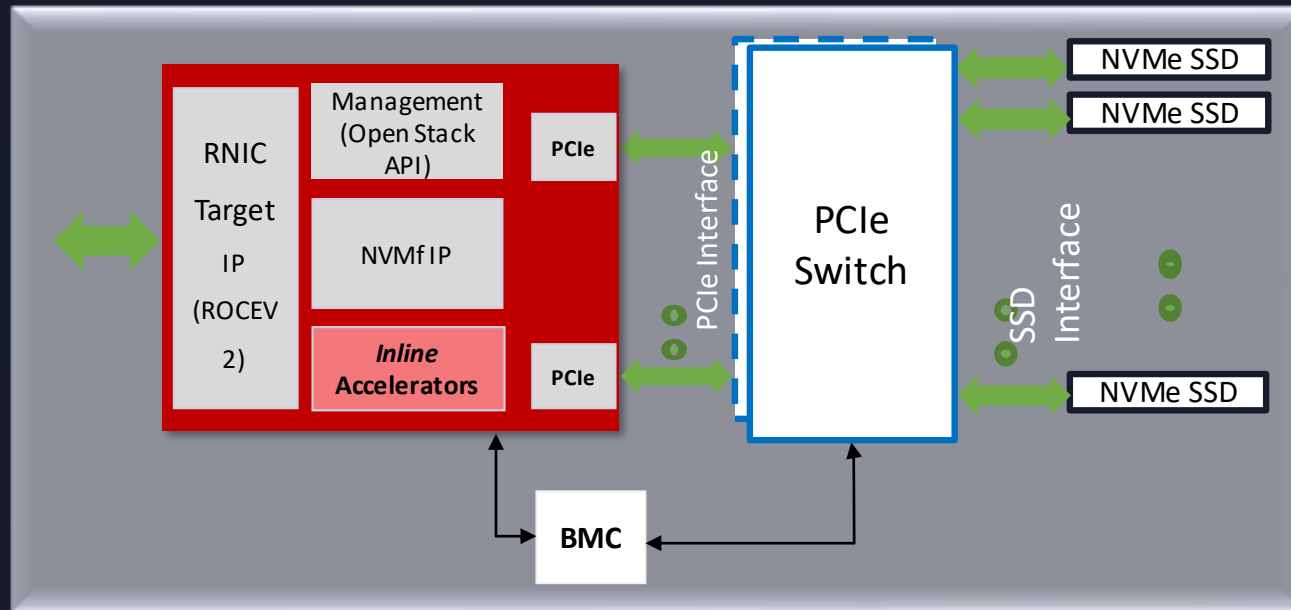 RNIC
Target
IP
(ROCEV
2)
Management
(Open Stack
API)
NVMf IP
Inline
Accelerators
PCIe
PCIe
PCIe Interface
PCIe
Switch
SSD
Interface
NVMe SSD
NVMe SSD
NVMe SSD
BMC